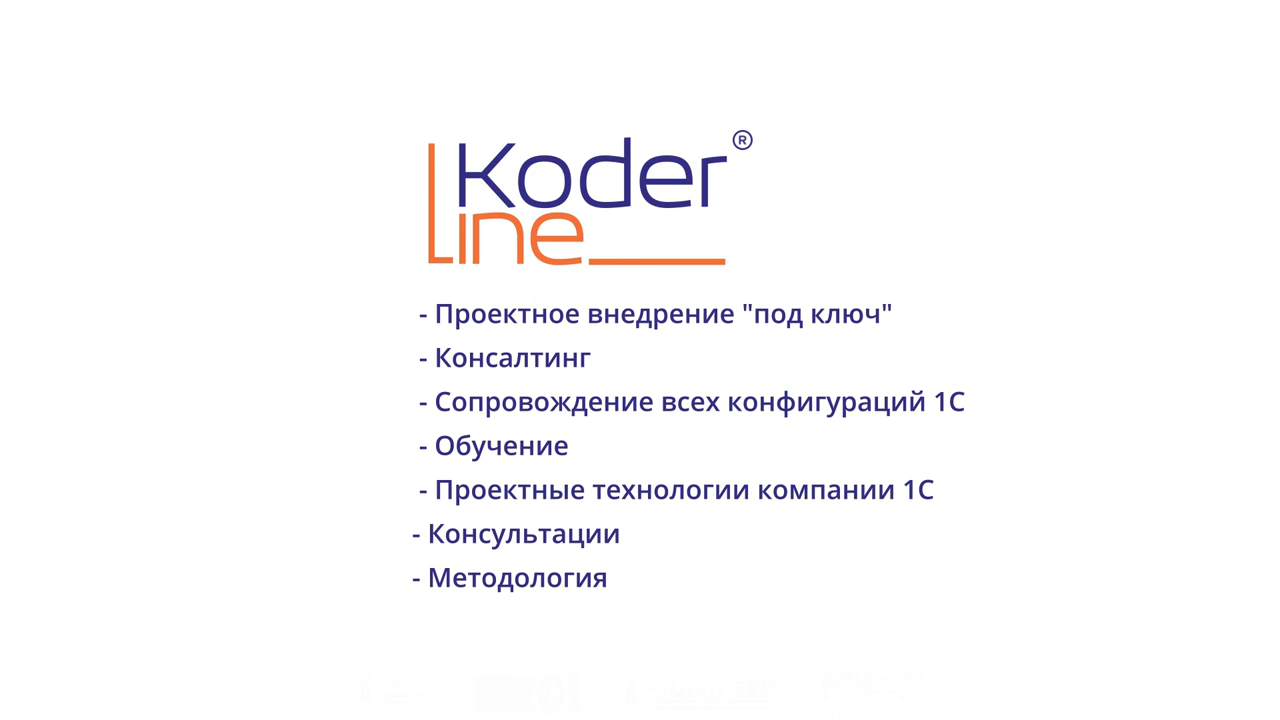 Koder®
Line
- Проектное внедрение "под ключ"
- Консалтинг
- Сопровождение всех конфигураций 1С
- Обучение
- Проектные технологии компании 1С
- Консультации
- Методология